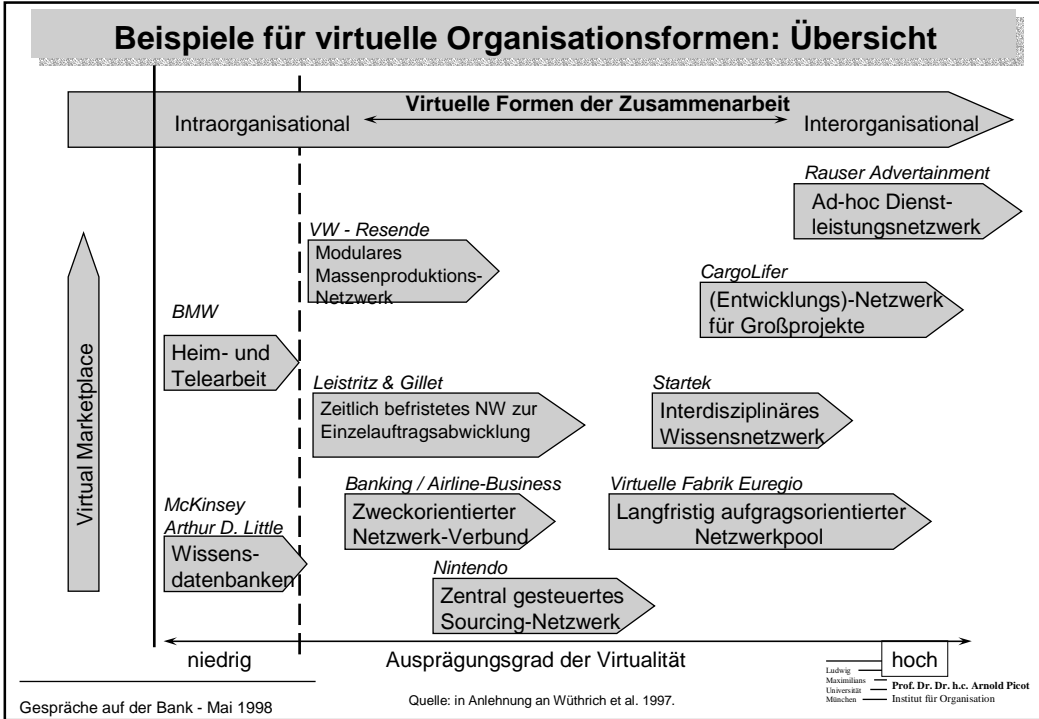 Beispiele für virtuelle Organisationsformen: Übersicht
Virtuelle Formen der Zusammenarbeit
Intraorganisational
Interorganisational
Rauser Advertainment
Ad-hoc Dienst-
leistungsnetzwerk
VW - Resende
Modulares
Massenproduktions-
Netzwerk
CargoLifer
(Entwicklungs)-Netzwerk
für Großprojekte
BMW
Heim- und
Telearbeit
Virtual Marketplace
Leistritz & Gillet
Zeitlich befristetes NW zur
Einzelauftragsabwicklung
Startek
Interdisziplinäres
Wissensnetzwerk
McKinsey
Arthur D. Little
Wissens-
datenbanken
Banking / Airline-Business
Zweckorientierter
Netzwerk-Verbund
Virtuelle Fabrik Euregio
Langfristig aufgragsorientierter
Netzwerkpool
Nintendo
Zentral gesteuertes
Sourcing-Netzwerk
niedrig
Ausprägungsgrad der Virtualität
hoch
Gespräche auf der Bank - Mai 1998
Quelle: in Anlehnung an Wüthrich et al. 1997.
Ludwig
Maximilians
Universität
München
Prof. Dr. Dr. h.c. Arnold Picot
Institut für Organisation